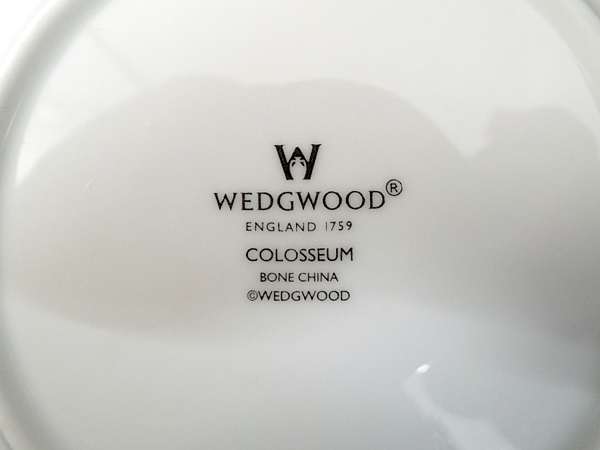 W
WEDGWOOD®
ENGLAND 1759
COLOSSEUM
BONE CHINA
©WEDGWOOD